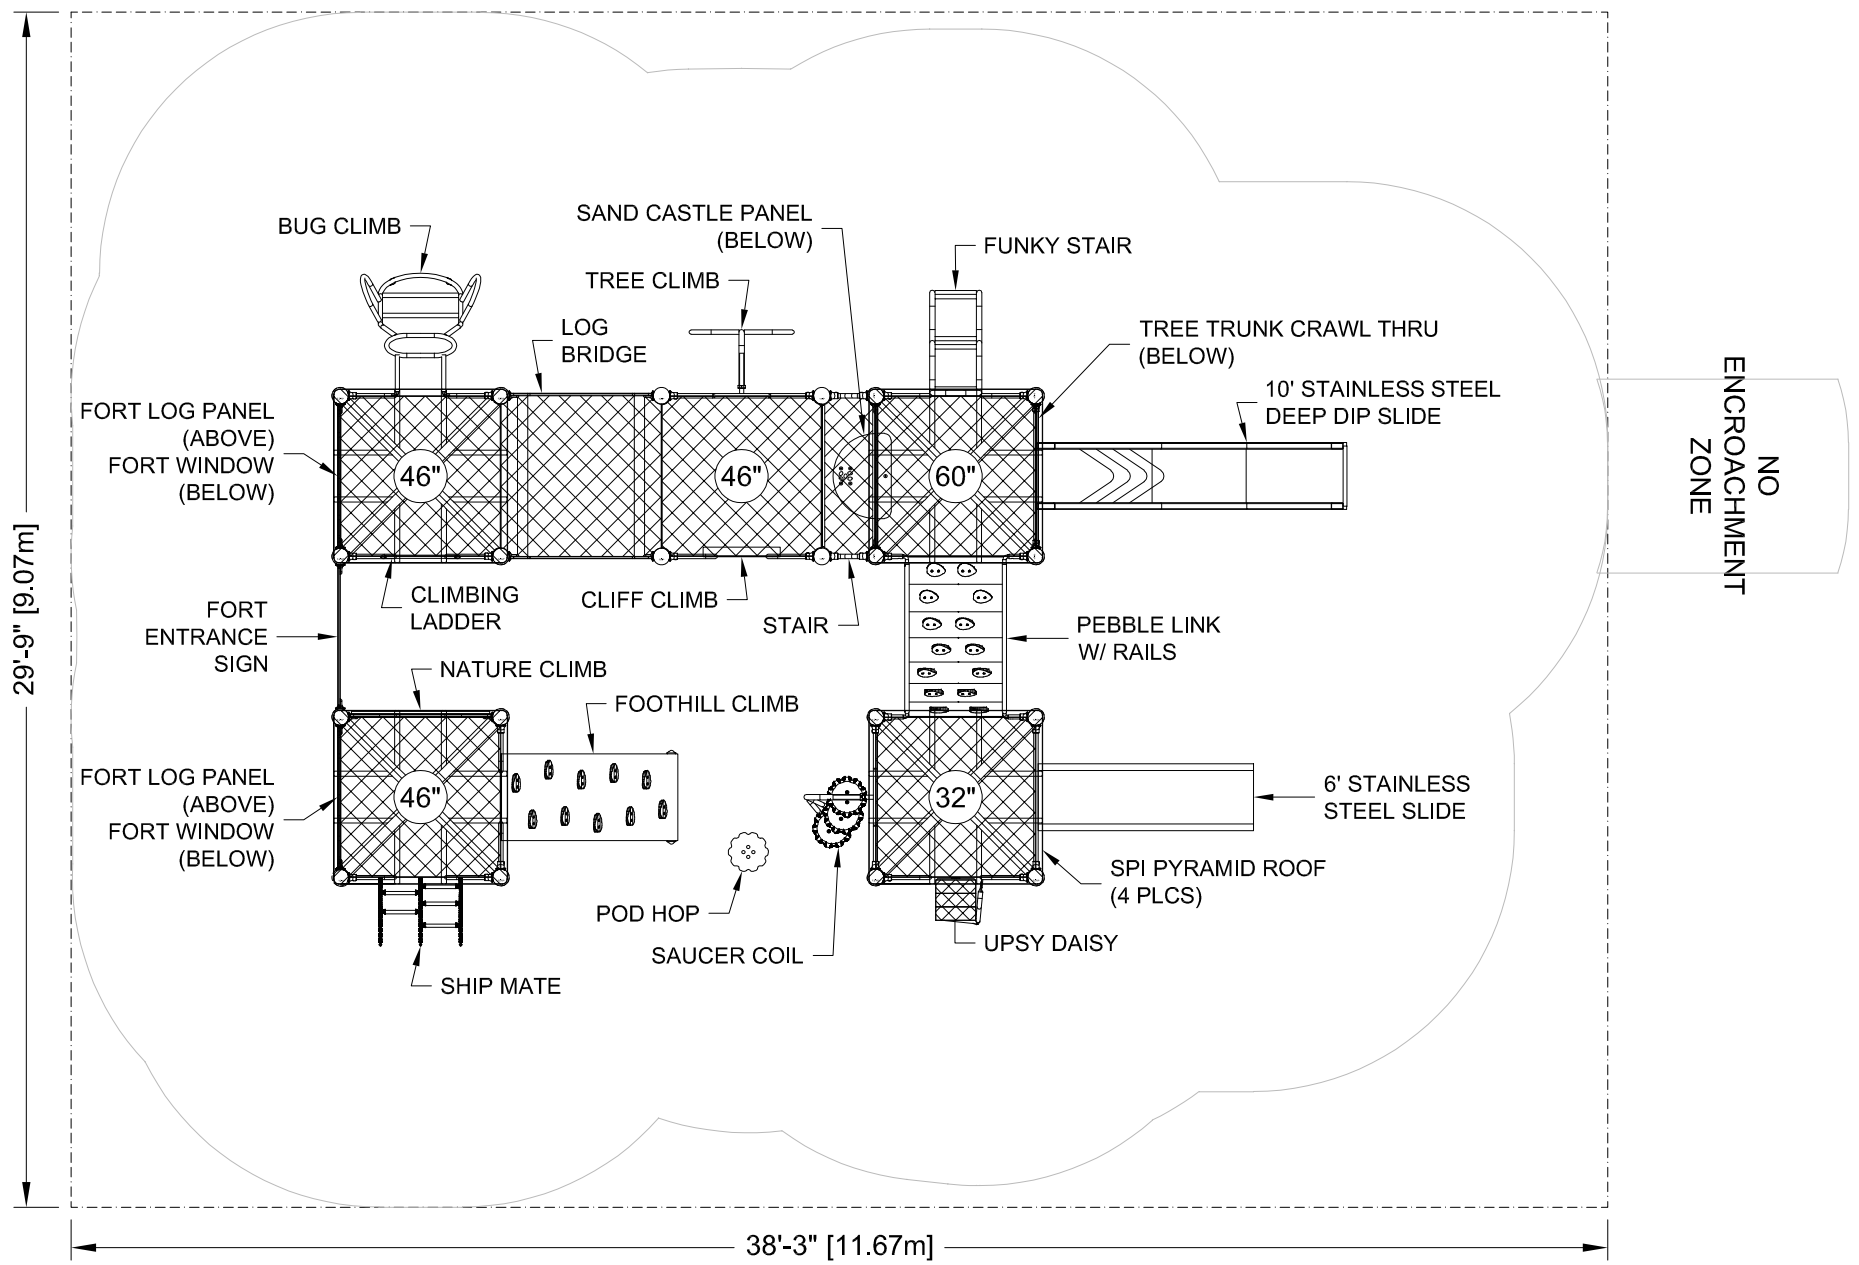 SAND CASTLE PANEL
(BELOW)
BUG CLIMB
FUNKY STAIR
TREE CLIMB
LOG
BRIDGE
TREE TRUNK CRAWL THRU
(BELOW)
10' STAINLESS STEEL
DEEP DIP SLIDE
NO
ENCROACHMENT
ZONE
FORT LOG PANEL
(ABOVE)
FORT WINDOW
(BELOW)
46"
46"
60"
CLIMBING
LADDER
CLIFF CLIMB
STAIR
FORT
ENTRANCE
SIGN
PEBBLE LINK
W/ RAILS
29'-9" [9.07m]
NATURE CLIMB
FOOTHILL CLIMB
FORT LOG PANEL
(ABOVE)
FORT WINDOW
(BELOW)
46"
32"
6' STAINLESS
STEEL SLIDE
SPI PYRAMID ROOF
(4 PLCS)
POD HOP
SAUCER COIL
UPSY DAISY
SHIP MATE
38'-3" [11.67m]